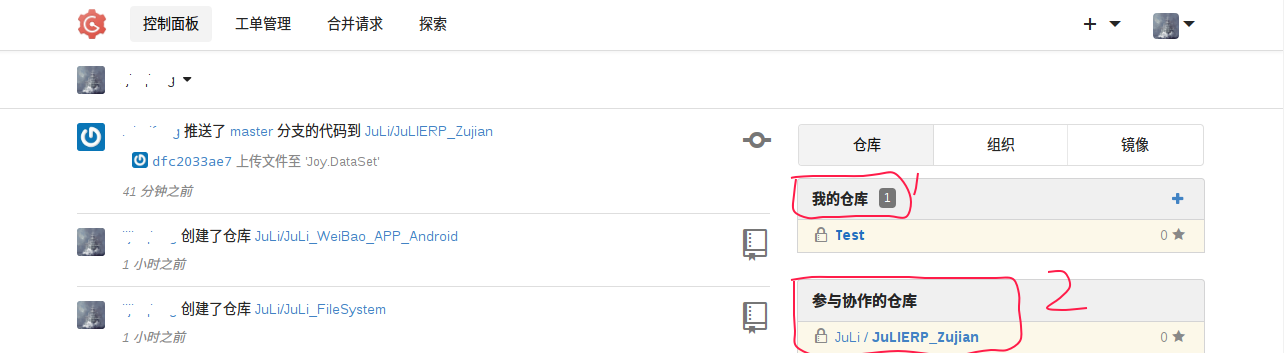 控制面板 工单管理 合并请求 探索
推送了 master 分支的代码到 JuLi/JuLIERP_Zujian
dfc2033ae7 上传文件至 'Joy.DataSet'
41 分钟之前
创建了仓库 JuLi/JuLi_WeiBao_APP_Android
1 小时之前
创建了仓库 JuLi/JuLi_FileSystem
1 小时之前
仓库 组织 镜像
我的仓库 1
1
Test 0
参与协作的仓库
2
JuLi / JuLIERP_Zujian 0